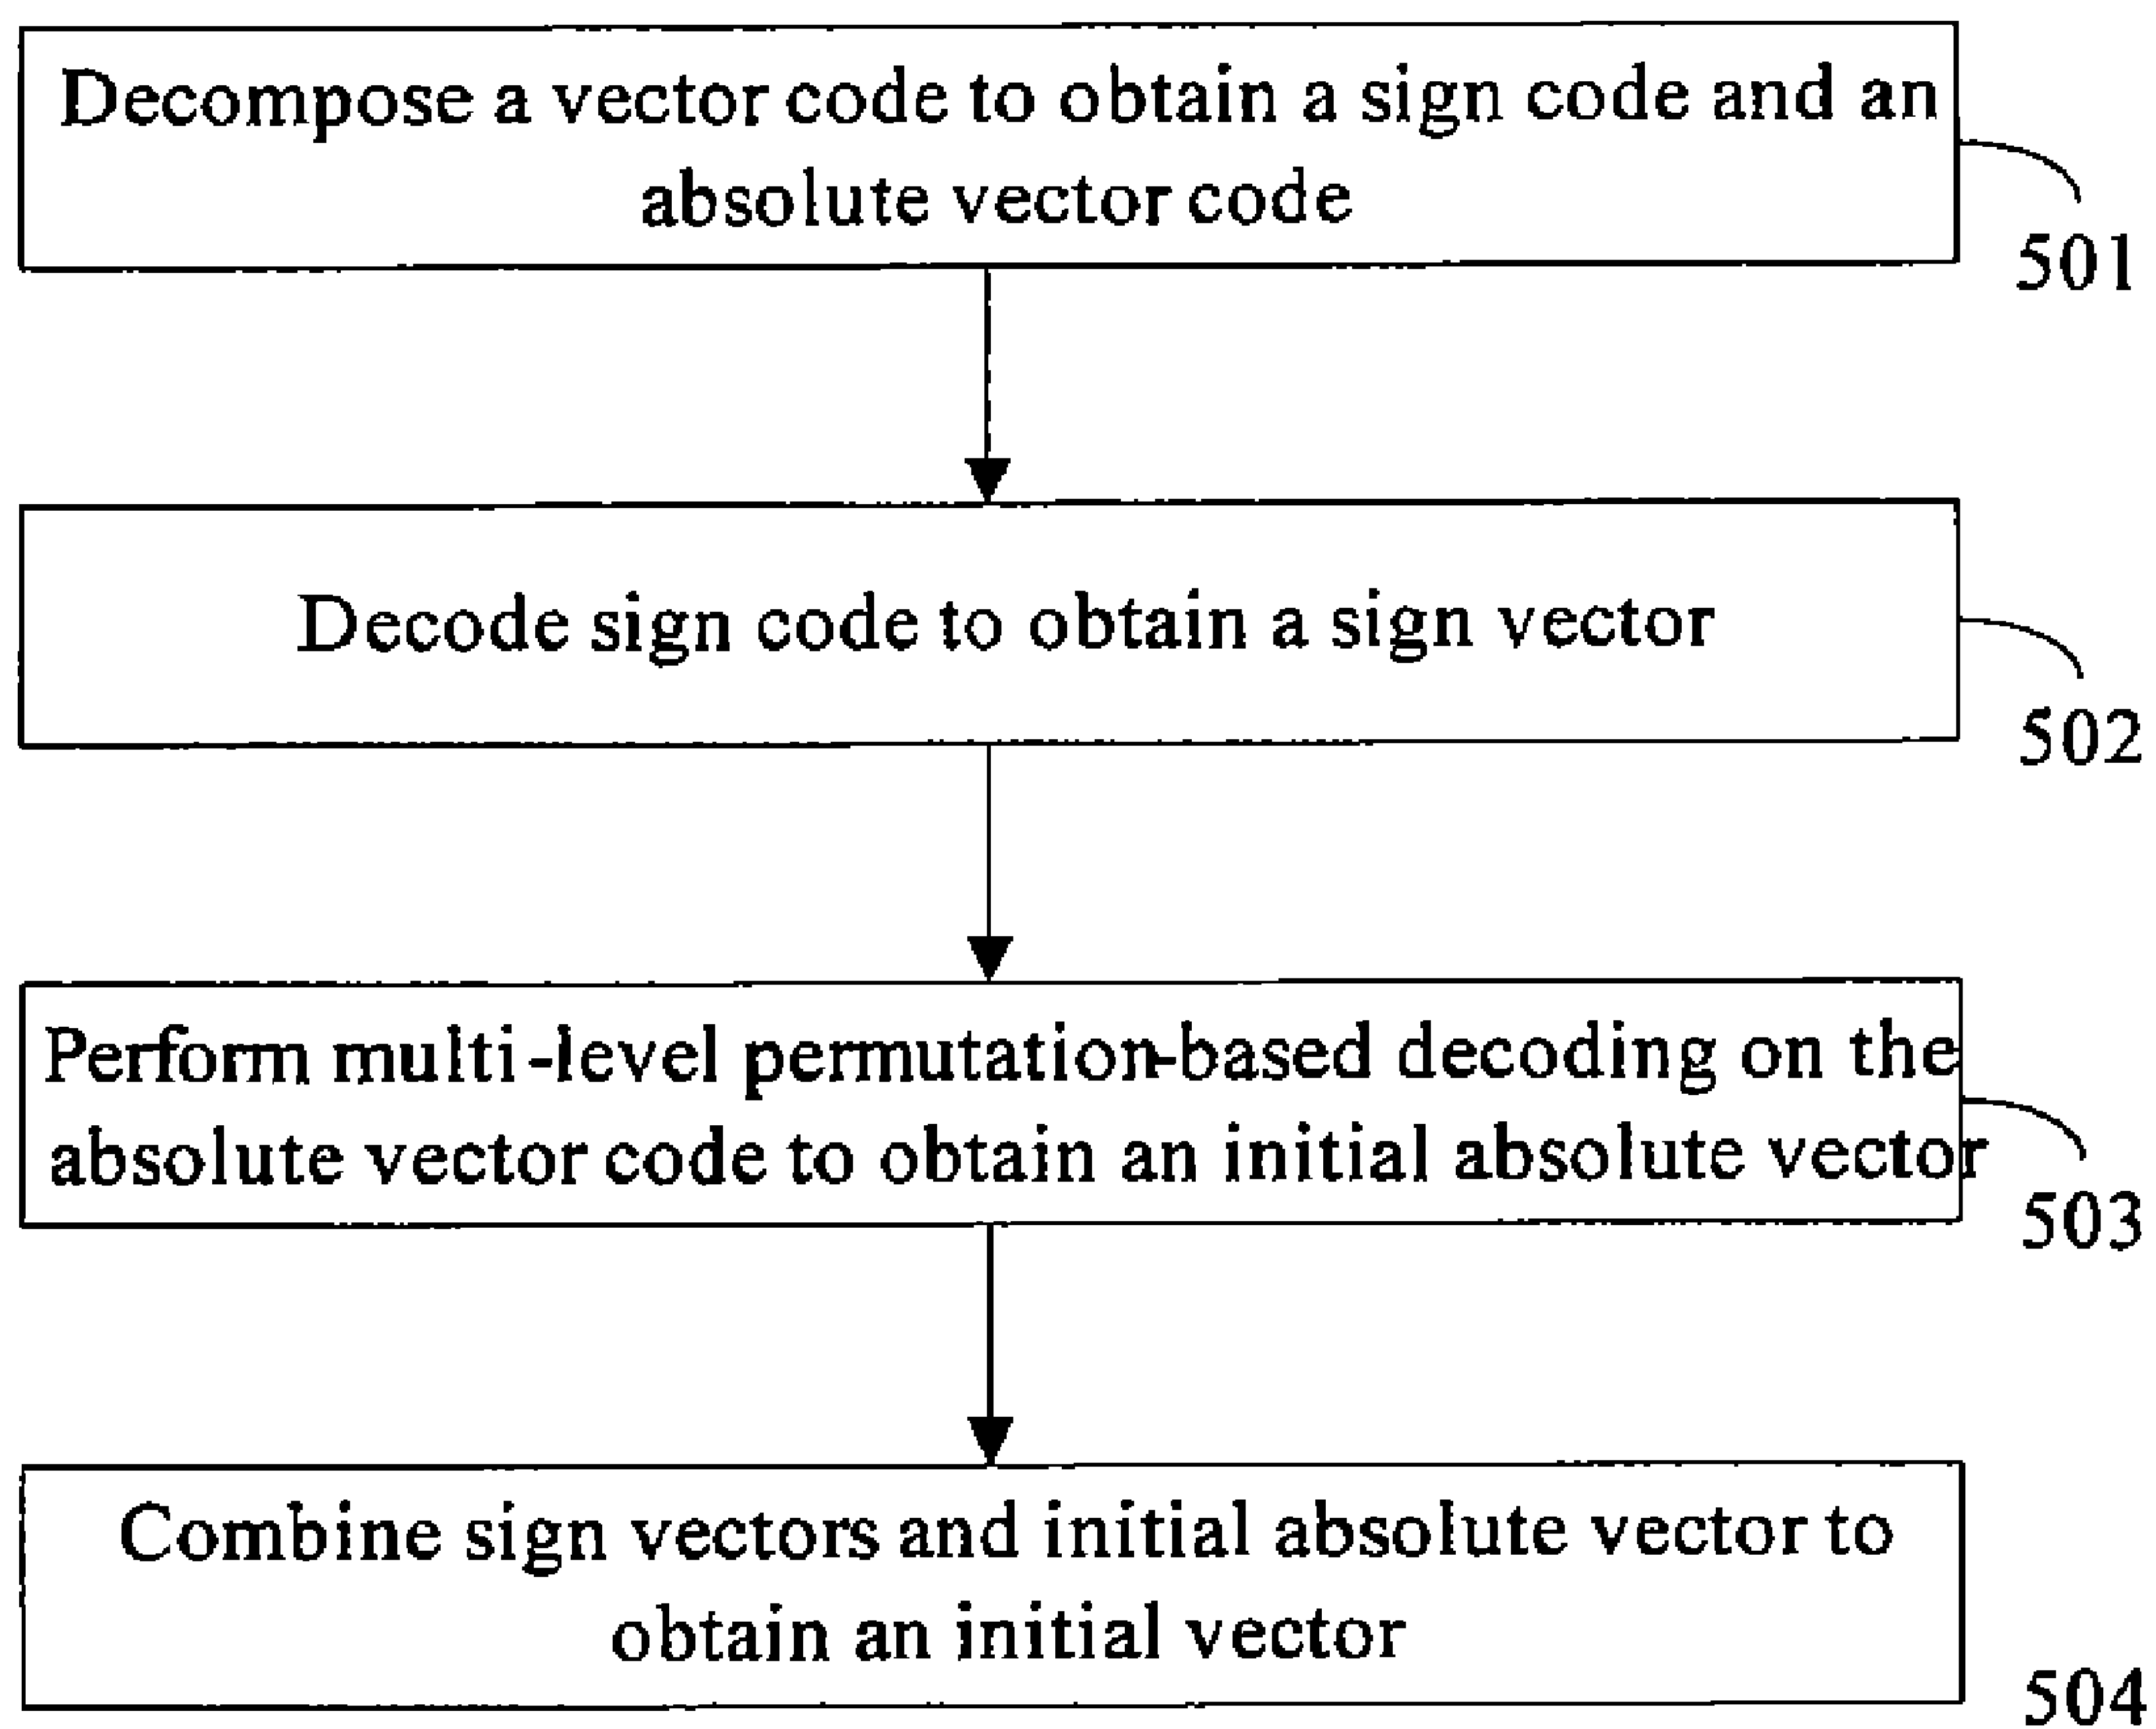 Decompose a vector code to obtain a sign code and an
absolute vector code
501
Decode sign code to obtain a sign vector
502
Perform multi-level permutation-based decoding on the
absolute vector code to obtain an initial absolute vector
503
Combine sign vectors and initial absolute vector to
obtain an initial vector
504